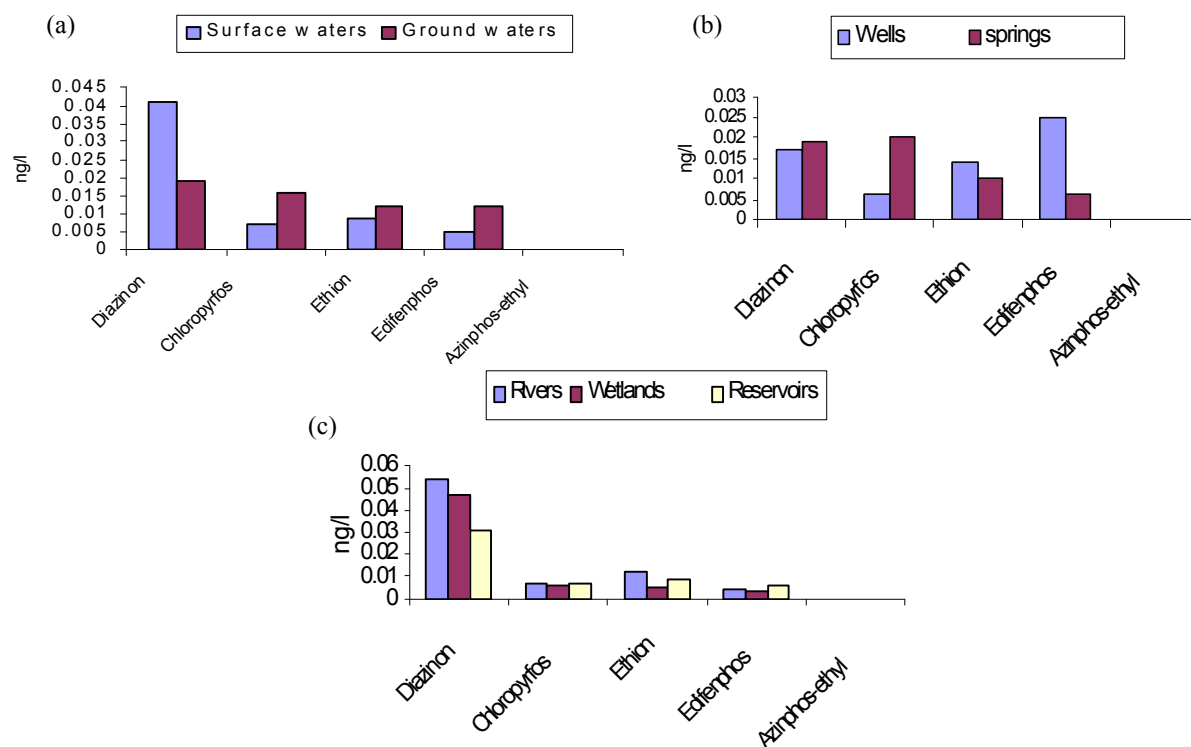 (a)
Surface waters Ground waters
0.045
0.04
0.035
0.03
0.025
0.02
0.015
0.01
0.005
0
ng/l
Diazinon
Chloropyrfos
Ethion
Edifenphos
Azinphos-ethyl
(b)
Wells springs
0.03
0.025
0.02
0.015
0.01
0.005
0
ng/l
Diazinon
Chloropyrfos
Ethion
Edifenphos
Azinphos-ethyl
(c)
Rivers Wetlands Reservoirs
0.06
0.05
0.04
0.03
0.02
0.01
0
ng/l
Diazinon
Chloropyrfos
Ethion
Edifenphos
Azinphos-ethyl